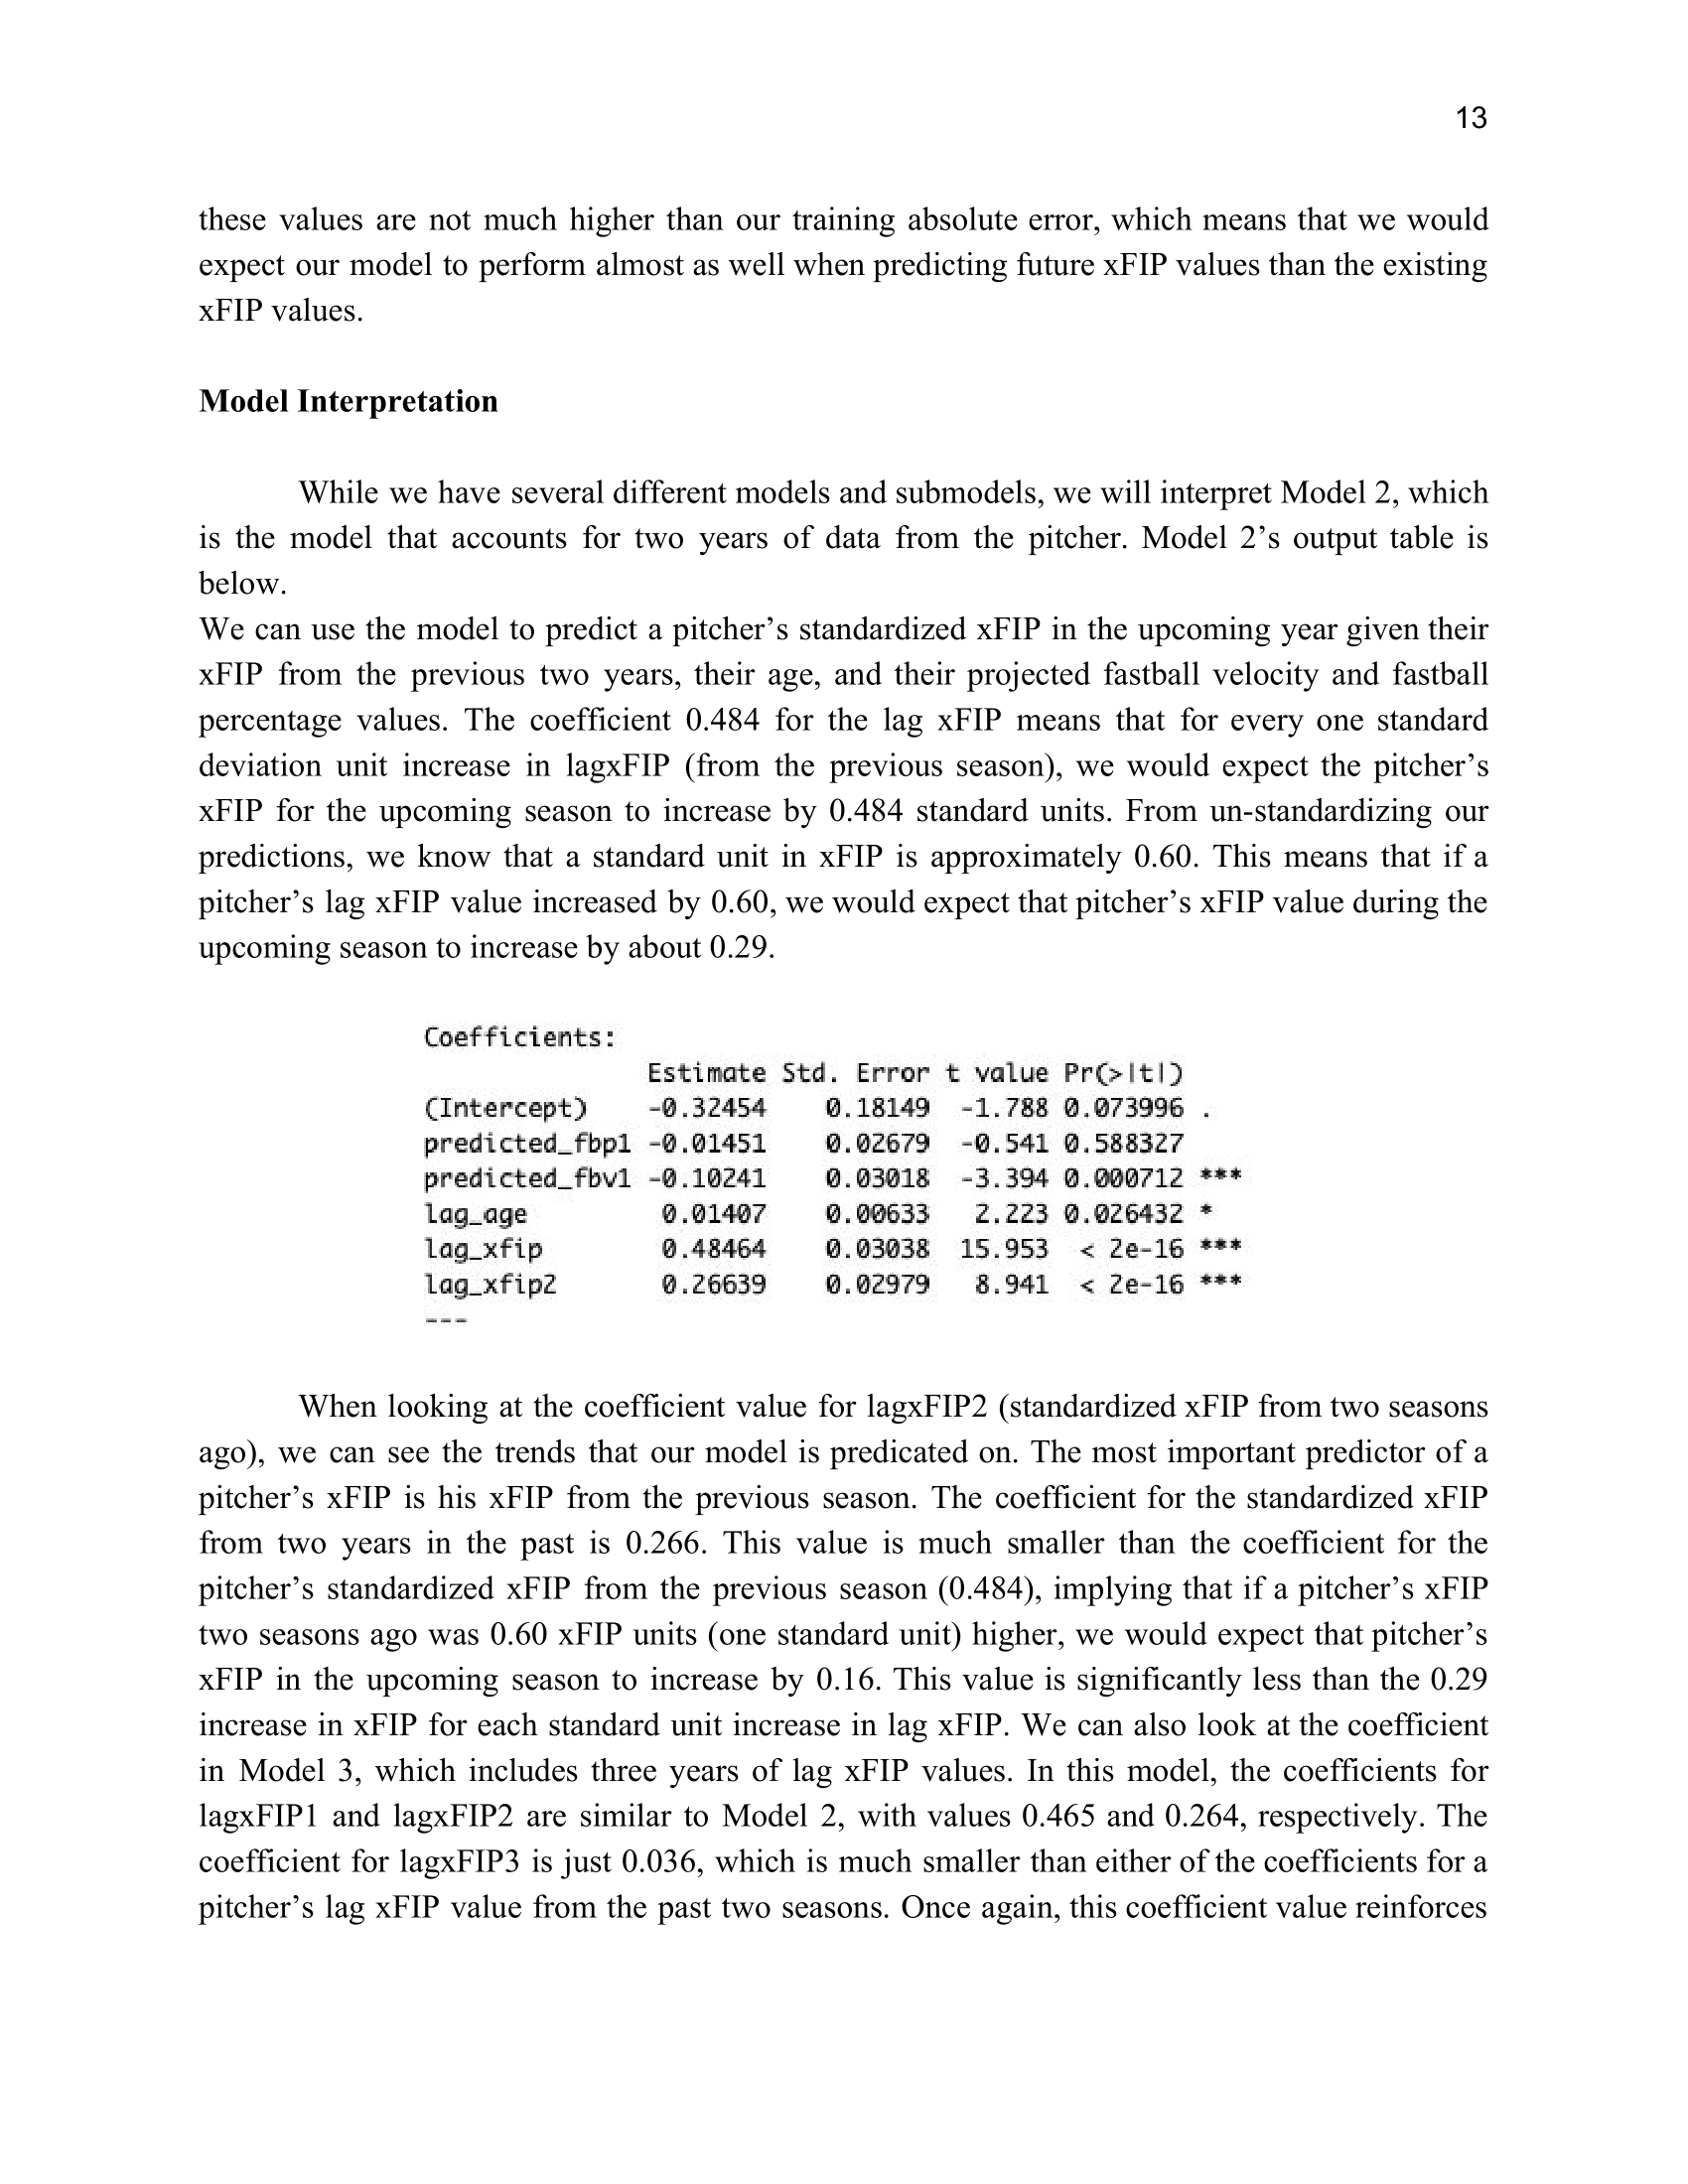 13
these values are not much higher than our training absolute error, which means that we would
expect our model to perform almost as well when predicting future xFIP values than the existing
xFIP values.
Model Interpretation
While we have several different models and submodels, we will interpret Model 2, which
is the model that accounts for two years of data from the pitcher. Model 2’s output table is
below.
We can use the model to predict a pitcher’s standardized xFIP in the upcoming year given their
xFIP from the previous two years, their age, and their projected fastball velocity and fastball
percentage values. The coefficient 0.484 for the lag xFIP means that for every one standard
deviation unit increase in lagxFIP (from the previous season), we would expect the pitcher’s
xFIP for the upcoming season to increase by 0.484 standard units. From un-standardizing our
predictions, we know that a standard unit in xFIP is approximately 0.60. This means that if a
pitcher’s lag xFIP value increased by 0.60, we would expect that pitcher’s xFIP value during the
upcoming season to increase by about 0.29.
Coefficients:
Estimate Std. Error t value Pr(>|t|)
(Intercept) -0.32454 0.18149 -1.788 0.073996 .
predicted_fbp1 -0.01451 0.02679 -0.541 0.588327
predicted_fbv1 -0.10241 0.03018 -3.394 0.000712 ***
lag_age 0.01407 0.00633 2.223 0.026432 *
lag_xfip 0.48464 0.03038 15.953 < 2e-16 ***
lag_xfip2 0.26639 0.02979 8.941 < 2e-16 ***
---
When looking at the coefficient value for lagxFIP2 (standardized xFIP from two seasons
ago), we can see the trends that our model is predicated on. The most important predictor of a
pitcher’s xFIP is his xFIP from the previous season. The coefficient for the standardized xFIP
from two years in the past is 0.266. This value is much smaller than the coefficient for the
pitcher’s standardized xFIP from the previous season (0.484), implying that if a pitcher’s xFIP
two seasons ago was 0.60 xFIP units (one standard unit) higher, we would expect that pitcher’s
xFIP in the upcoming season to increase by 0.16. This value is significantly less than the 0.29
increase in xFIP for each standard unit increase in lag xFIP. We can also look at the coefficient
in Model 3, which includes three years of lag xFIP values. In this model, the coefficients for
lagxFIP1 and lagxFIP2 are similar to Model 2, with values 0.465 and 0.264, respectively. The
coefficient for lagxFIP3 is just 0.036, which is much smaller than either of the coefficients for a
pitcher’s lag xFIP value from the past two seasons. Once again, this coefficient value reinforces